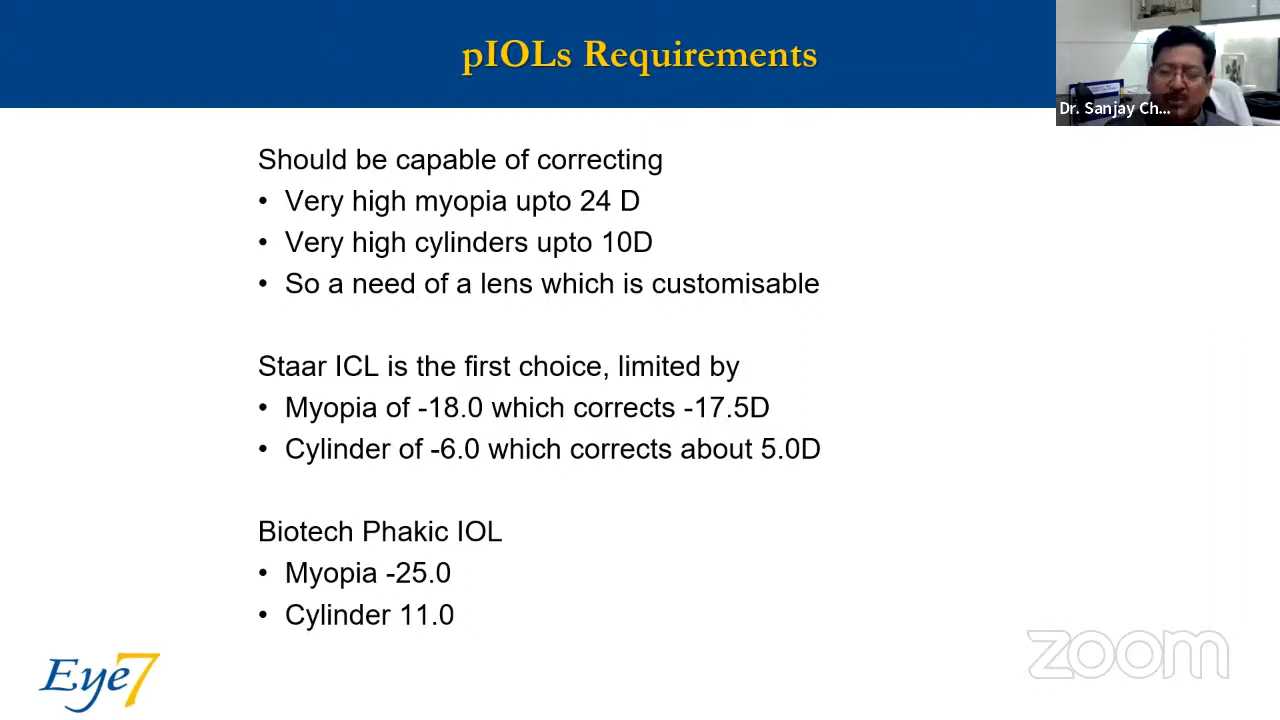 pIOLs Requirements
Dr. Sanjay Ch...
Should be capable of correcting
• Very high myopia upto 24 D
• Very high cylinders upto 10D
• So a need of a lens which is customisable
Staar ICL is the first choice, limited by
• Myopia of -18.0 which corrects -17.5D
• Cylinder of -6.0 which corrects about 5.0D
Biotech Phakic IOL
• Myopia -25.0
• Cylinder 11.0
Eye7
zoom